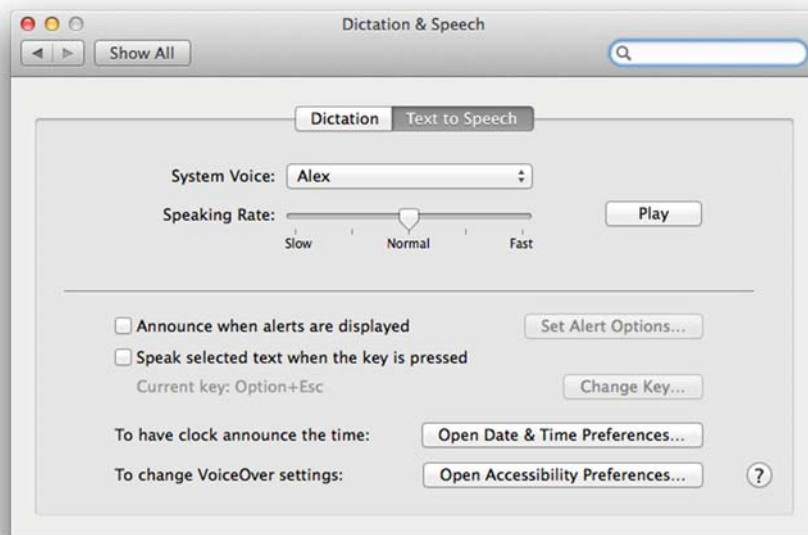 Dictation & Speech
Show All
Dictation
Text to Speech
System Voice: Alex
Speaking Rate:
Play
Slow Normal Fast
Announce when alerts are displayed
Set Alert Options...
Speak selected text when the key is pressed
Current key: Option+Esc
Change Key...
To have clock announce the time: Open Date & Time Preferences...
To change VoiceOver settings: Open Accessibility Preferences...
?